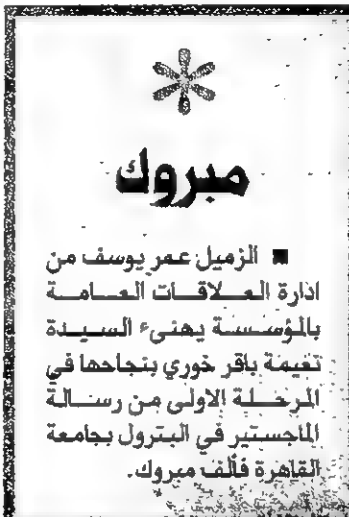 مبروك
■ الزميل عمر يوسف من
ادارة العلاقات العامة
بالمؤسسة يهنىء السيدة
نعيمة باقر خوري بنجاحها في
المرحلة الاولى من رسالة
الماجستير في البترول بجامعة
القاهرة فألف مبروك.